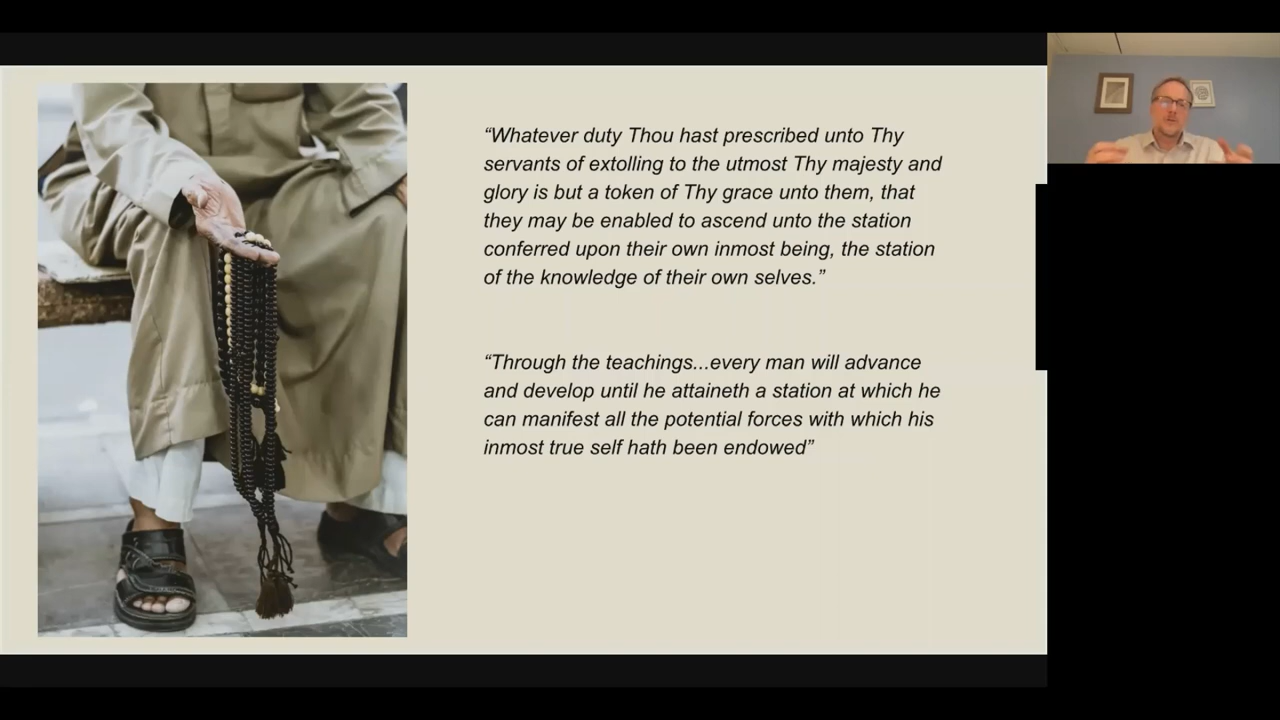 “Whatever duty Thou hast prescribed unto Thy
servants of extolling to the utmost Thy majesty and
glory is but a token of Thy grace unto them, that
they may be enabled to ascend unto the station
conferred upon their own inmost being, the station
of the knowledge of their own selves.”
“Through the teachings...every man will advance
and develop until he attaineth a station at which he
can manifest all the potential forces with which his
inmost true self hath been endowed”